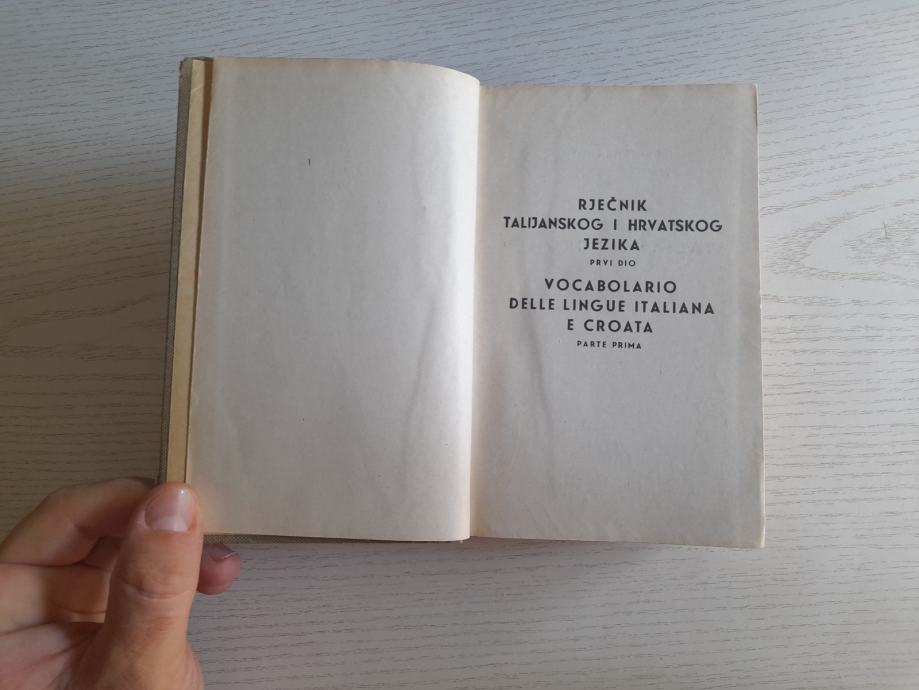 RJEČNIK
TALIJANSKOG I HRVATSKOG
JEZIKA
PRVI DIO
VOCABOLARIO
DELLE LINGUE ITALIANA
E CROATA
PARTE PRIMA